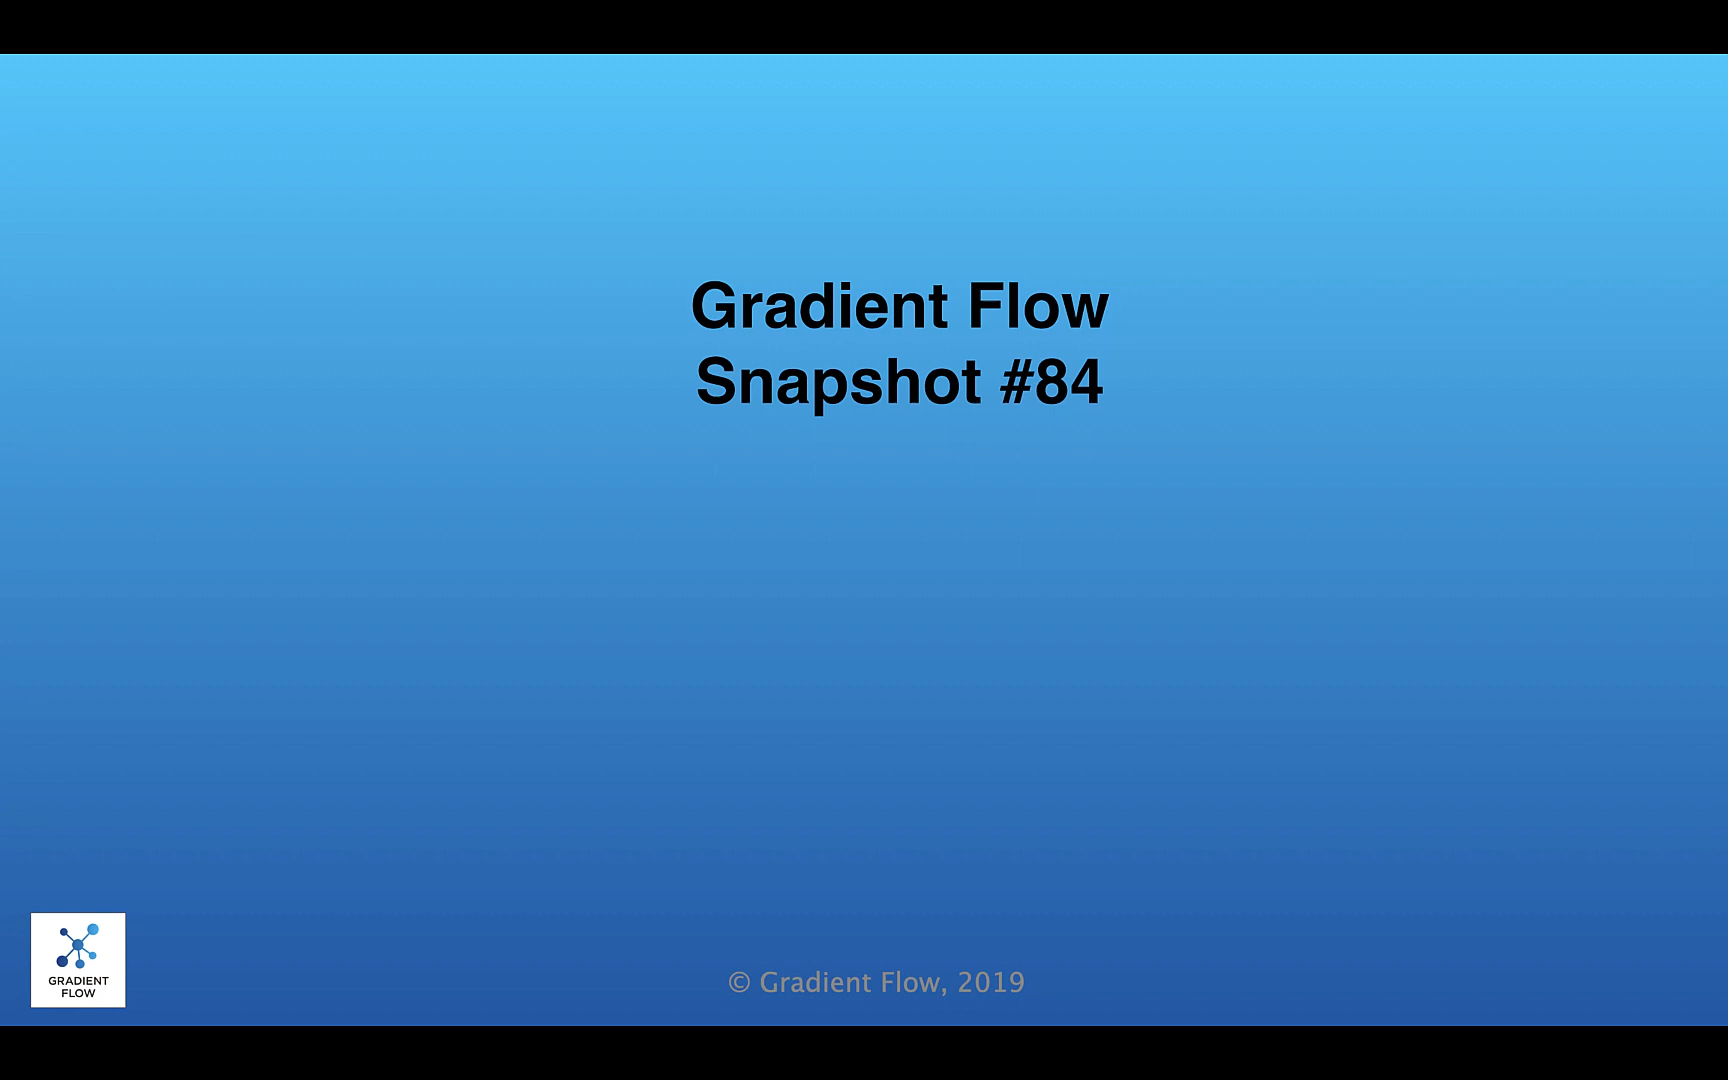 Gradient Flow
Snapshot #84
GRADIENT
FLOW
© Gradient Flow, 2019